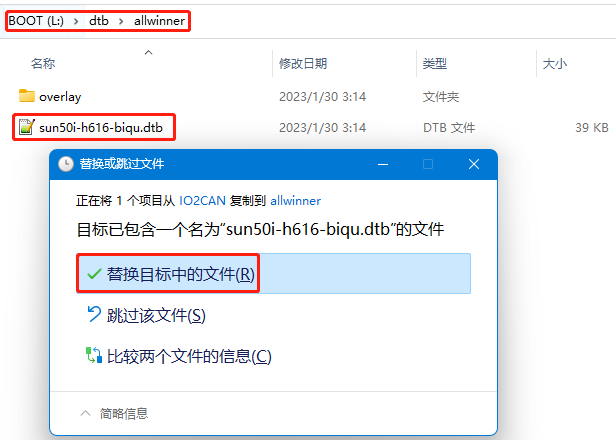 BOOT (L:) > dtb > allwinner
名称 修改日期 类型 大小
overlay 2023/1/30 3:14 文件夹
sun50i-h616-biqu.dtb 2023/1/30 3:14 DTB 文件 39 KB
替换或跳过文件
正在将 1 个项目从 IO2CAN 复制到 allwinner
目标已包含一个名为“sun50i-h616-biqu.dtb”的文件
替换目标中的文件(R)
跳过该文件(S)
比较两个文件的信息(C)
简略信息